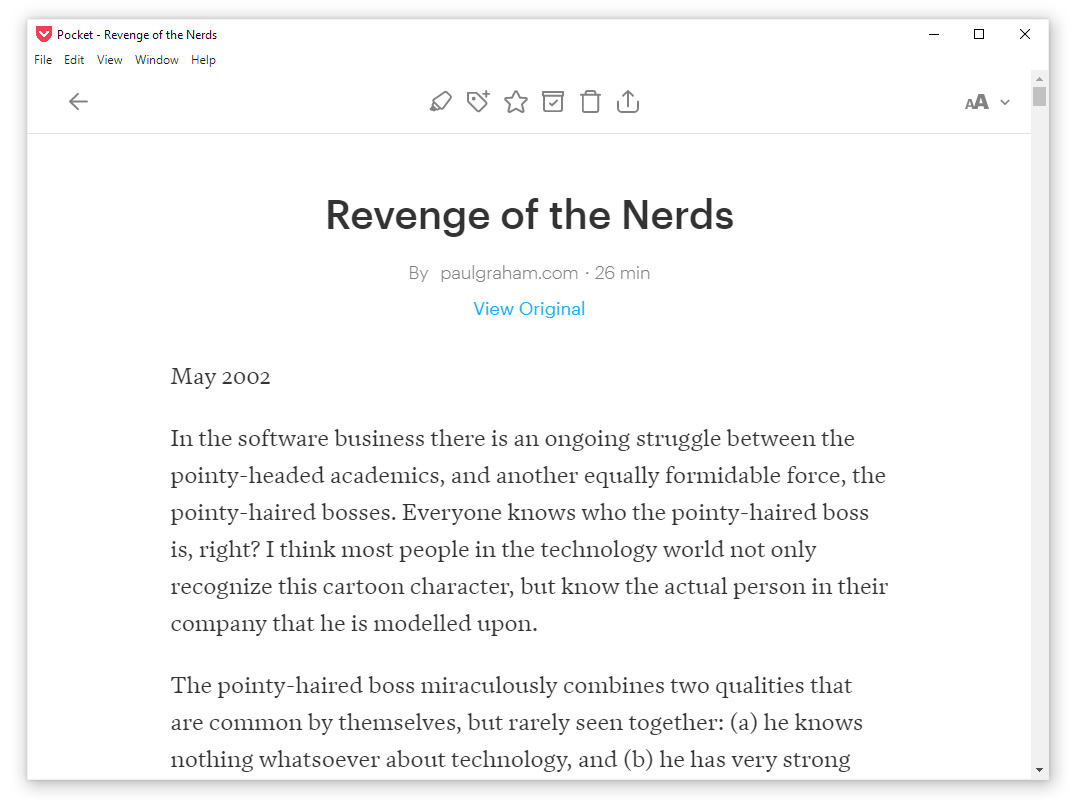 Pocket - Revenge of the Nerds
File Edit View Window Help
AA
Revenge of the Nerds
By paulgraham.com · 26 min
View Original
May 2002
In the software business there is an ongoing struggle between the
pointy-headed academics, and another equally formidable force, the
pointy-haired bosses. Everyone knows who the pointy-haired boss
is, right? I think most people in the technology world not only
recognize this cartoon character, but know the actual person in their
company that he is modelled upon.
The pointy-haired boss miraculously combines two qualities that
are common by themselves, but rarely seen together: (a) he knows
nothing whatsoever about technology, and (b) he has very strong